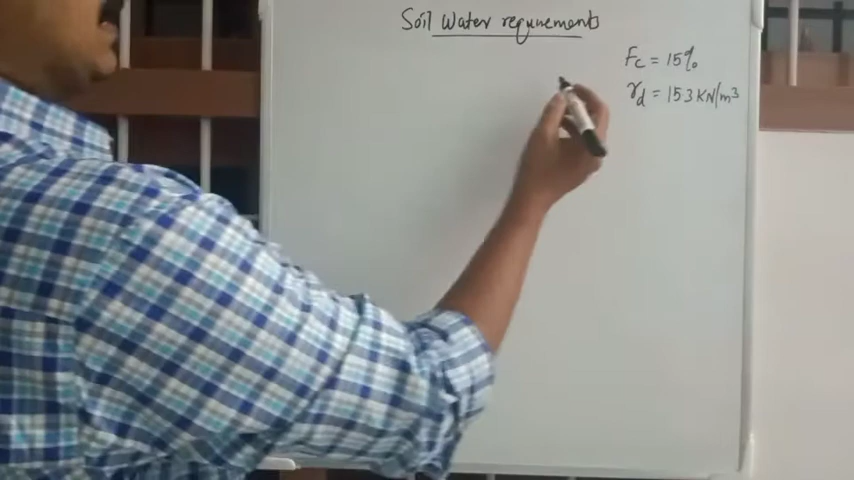 Soil Water requirements
Fc = 15%
γd = 15.3 KN/m³